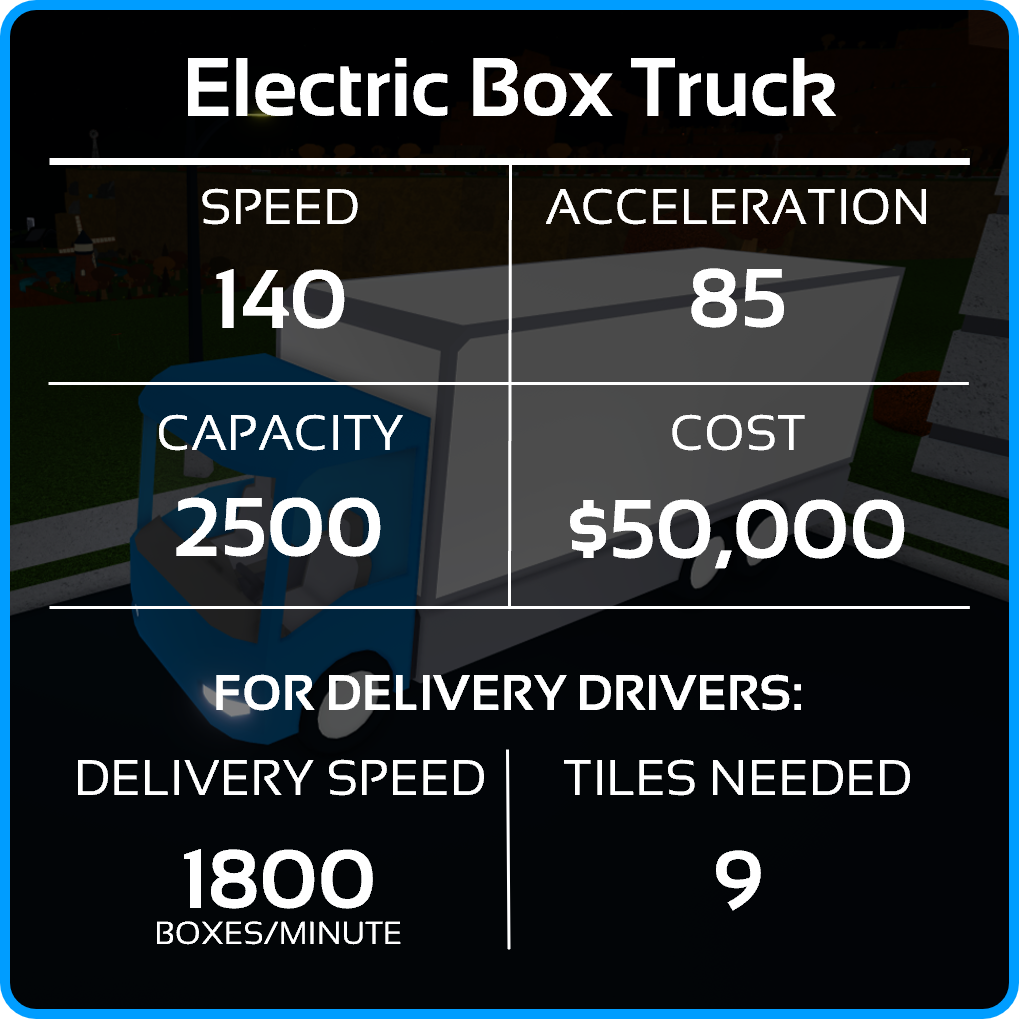 Electric Box Truck
SPEED
140
ACCELERATION
85
CAPACITY
2500
COST
$50,000
FOR DELIVERY DRIVERS:
DELIVERY SPEED
1800
BOXES/MINUTE
TILES NEEDED
9